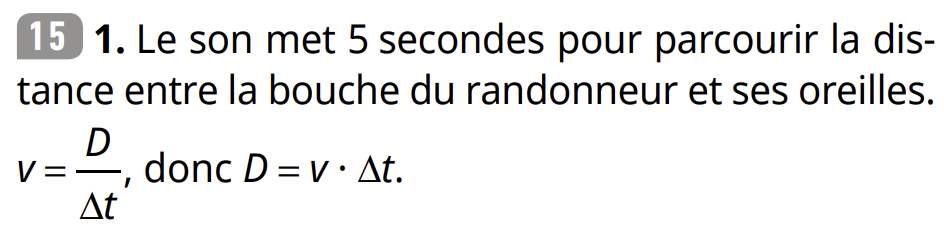 15 1. Le son met 5 secondes pour parcourir la dis-
tance entre la bouche du randonneur et ses oreilles.
v = D/Δt, donc D = v · Δt.